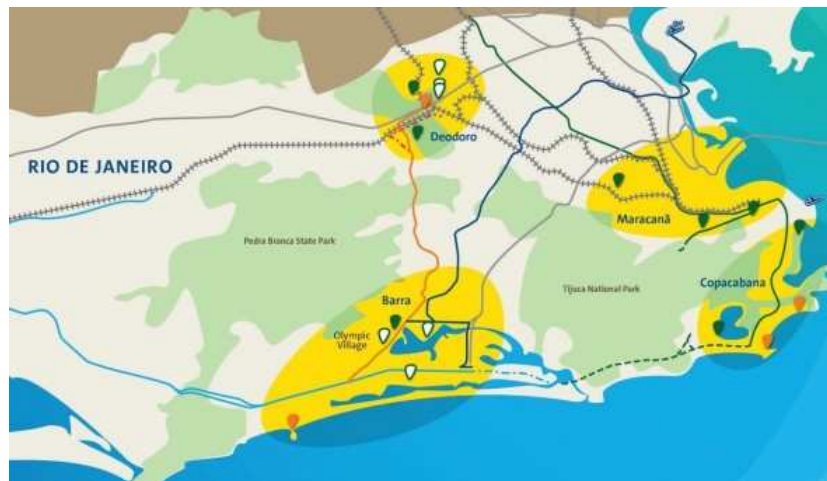 Deodoro
RIO DE JANEIRO
Maracanã
Pedra Branca State Park
Copacabana
Tijuca National Park
Barra
Olympic
Village